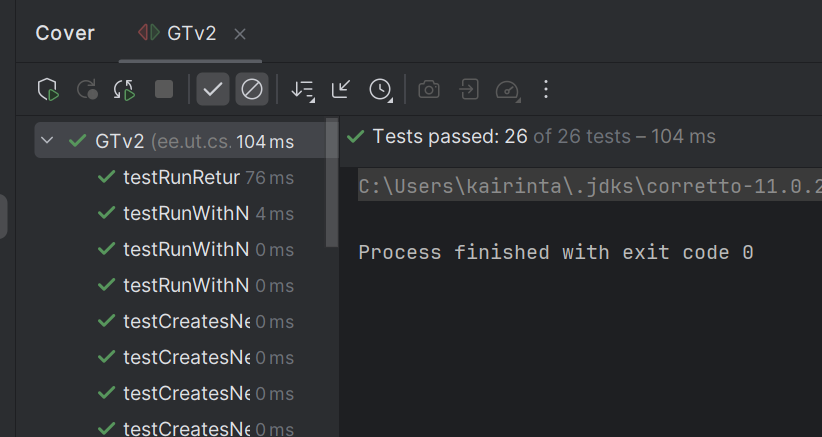 Cover GTv2
GTv2 (ee.ut.cs. 104 ms
testRunRetur 76 ms
testRunWithN 4 ms
testRunWithN 0 ms
testRunWithN 0 ms
testCreatesNe 0 ms
testCreatesNe 0 ms
testCreatesNe 0 ms
testCreatesNe 0 ms
Tests passed: 26 of 26 tests – 104 ms
C:\Users\kairinta\.jdks\corretto-11.0.2
Process finished with exit code 0